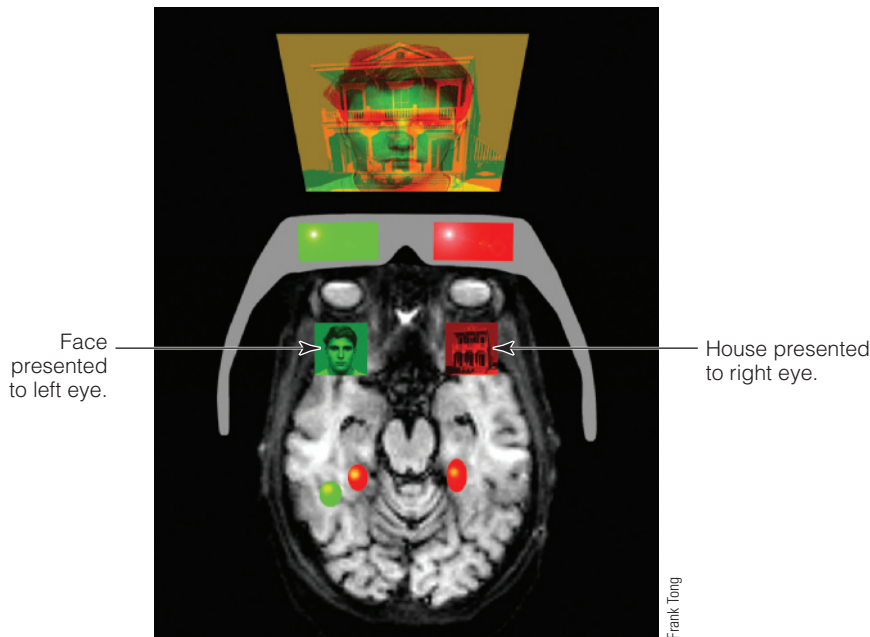 Face
presented
to left eye.
House presented
to right eye.
Frank Tong